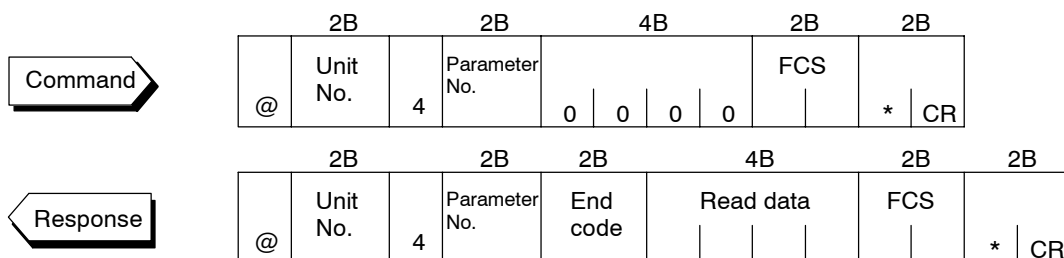 2B 2B 4B 2B 2B
Command
@ Unit No. 4 Parameter No. 0 0 0 0 FCS * CR
2B 2B 2B 4B 2B 2B
Response
@ Unit No. 4 Parameter No. End code Read data FCS * CR